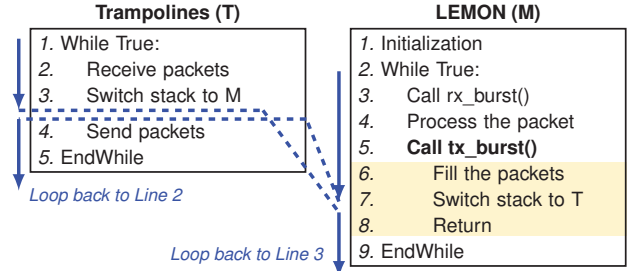 Trampolines (T)
1. While True:
2. Receive packets
3. Switch stack to M
4. Send packets
5. EndWhile
Loop back to Line 2
LEMON (M)
1. Initialization
2. While True:
3. Call rx_burst()
4. Process the packet
5. Call tx_burst()
6. Fill the packets
7. Switch stack to T
8. Return
9. EndWhile
Loop back to Line 3